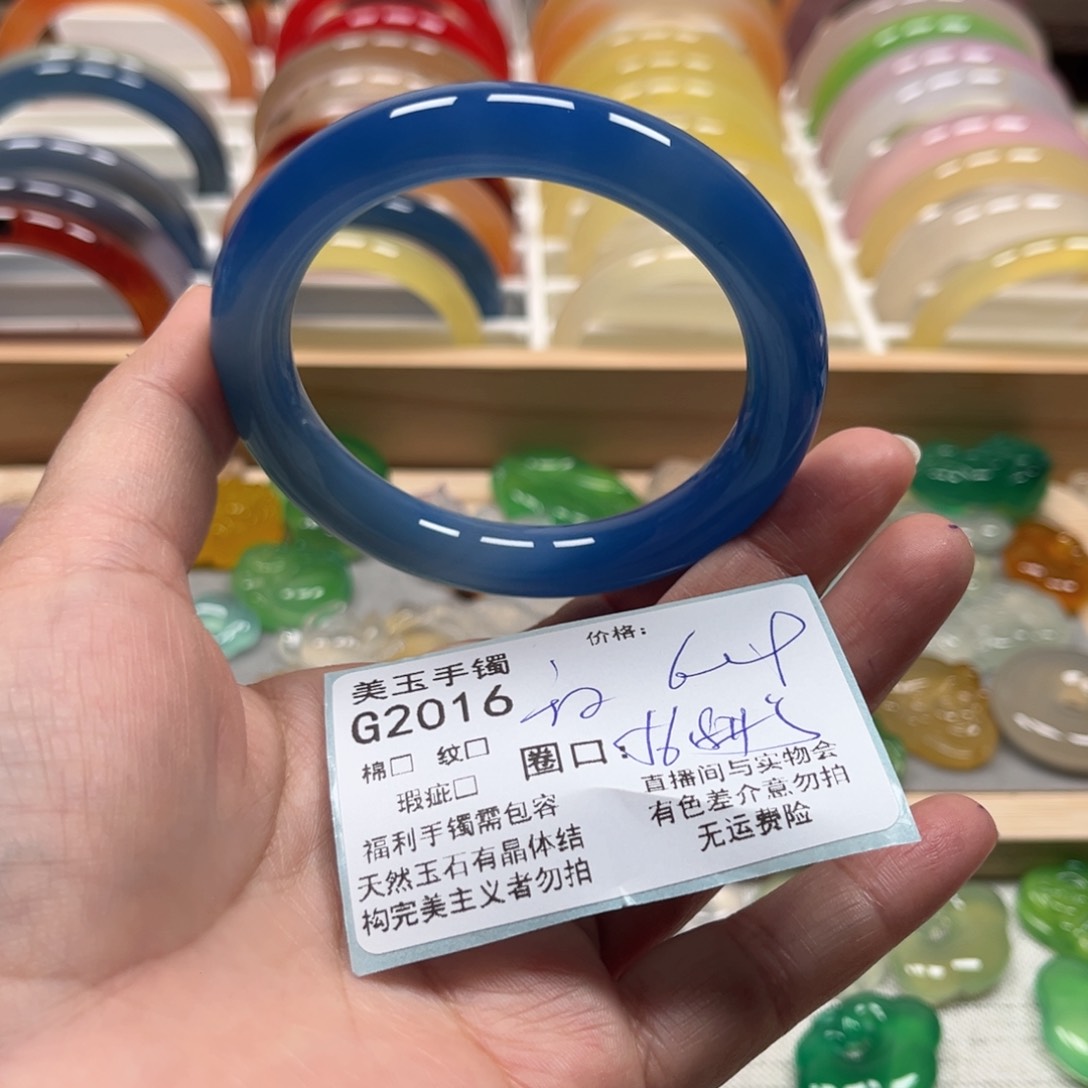 价格:
美玉手镯
G2016
棉□ 纹□ 圈口:
瑕疵□
福利手镯需包容
天然玉石有晶体结
构完美主义者勿拍
直播间与实物会
有色差介意勿拍
无运费险